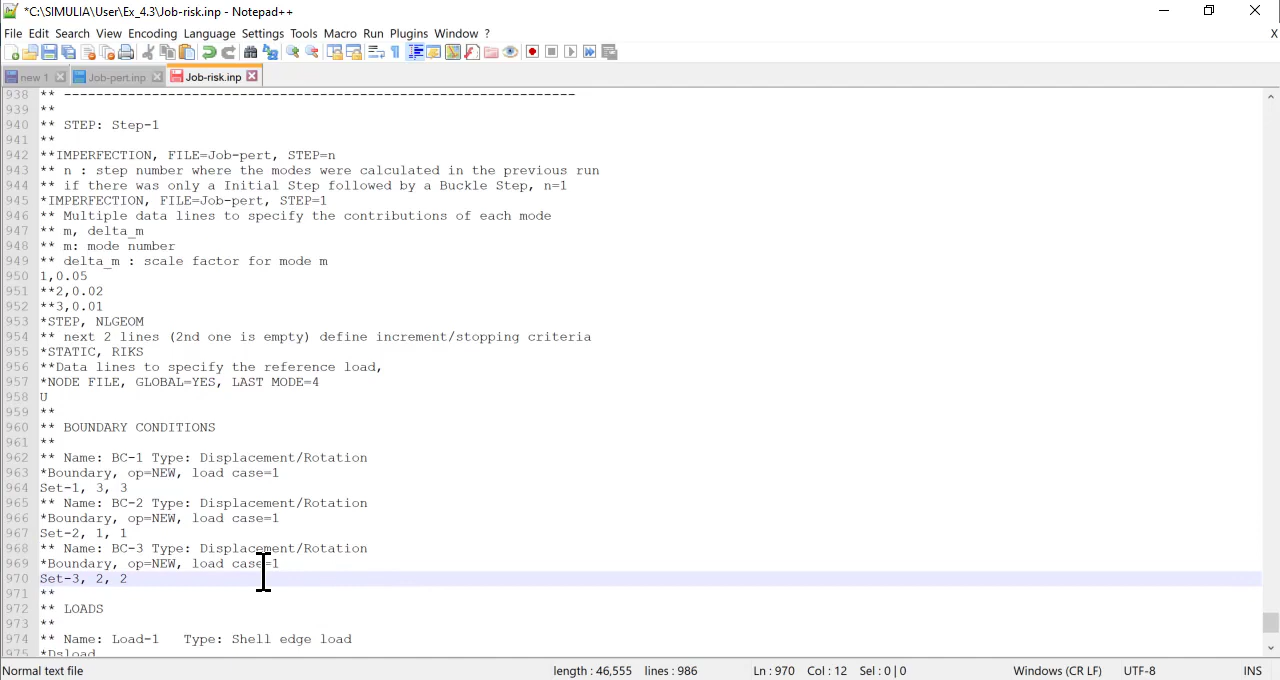 *C:\SIMULIA\User\Ex_4.3\Job-risk.inp - Notepad++
File Edit Search View Encoding Language Settings Tools Macro Run Plugins Window ? X
new 1 Job-pert.inp Job-risk.inp
938 ** ----------------------------------------------------------------
939 **
940 ** STEP: Step-1
941 **
942 **IMPERFECTION, FILE=Job-pert, STEP=n
943 ** n : step number where the modes were calculated in the previous run
944 ** if there was only a Initial Step followed by a Buckle Step, n=1
945 *IMPERFECTION, FILE=Job-pert, STEP=1
946 ** Multiple data lines to specify the contributions of each mode
947 ** m, delta_m
948 ** m: mode number
949 ** delta_m : scale factor for mode m
950 1,0.05
951 **2,0.02
952 **3,0.01
953 *STEP, NLGEOM
954 ** next 2 lines (2nd one is empty) define increment/stopping criteria
955 *STATIC, RIKS
956 **Data lines to specify the reference load,
957 *NODE FILE, GLOBAL=YES, LAST MODE=4
958 U
959 **
960 ** BOUNDARY CONDITIONS
961 **
962 ** Name: BC-1 Type: Displacement/Rotation
963 *Boundary, op=NEW, load case=1
964 Set-1, 3, 3
965 ** Name: BC-2 Type: Displacement/Rotation
966 *Boundary, op=NEW, load case=1
967 Set-2, 1, 1
968 ** Name: BC-3 Type: Displacement/Rotation
969 *Boundary, op=NEW, load case=1
970 Set-3, 2, 2
971 **
972 ** LOADS
973 **
974 ** Name: Load-1   Type: Shell edge load
975 *Dsload
Normal text file length : 46,555 lines : 986 Ln : 970 Col : 12 Sel : 0 | 0 Windows (CR LF) UTF-8 INS